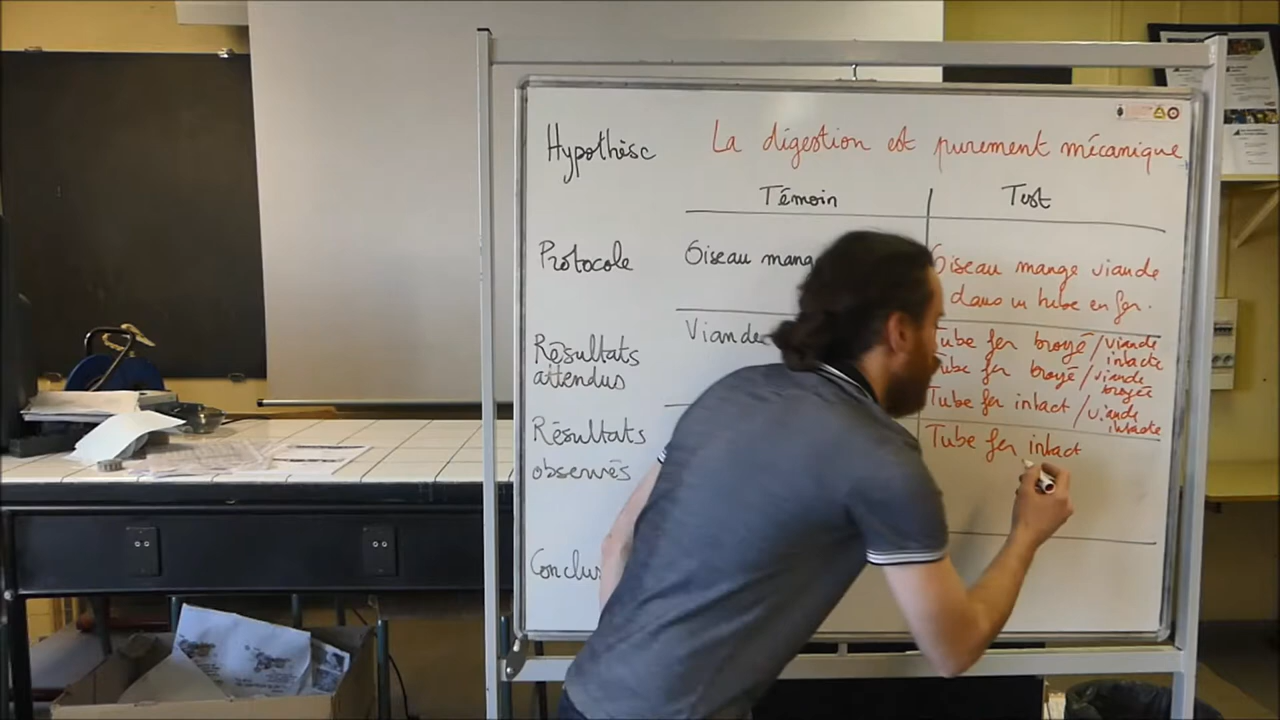 Hypothèse La digestion est purement mécanique
Témoin Test
Protocole Oiseau mange Oiseau mange viande
dans un tube en fer.
Résultats attendus Viande Tube fer broyé / viande intacte
Tube fer broyé / viande broyée
Tube fer intact / viande intacte
Résultats observés Tube fer intact